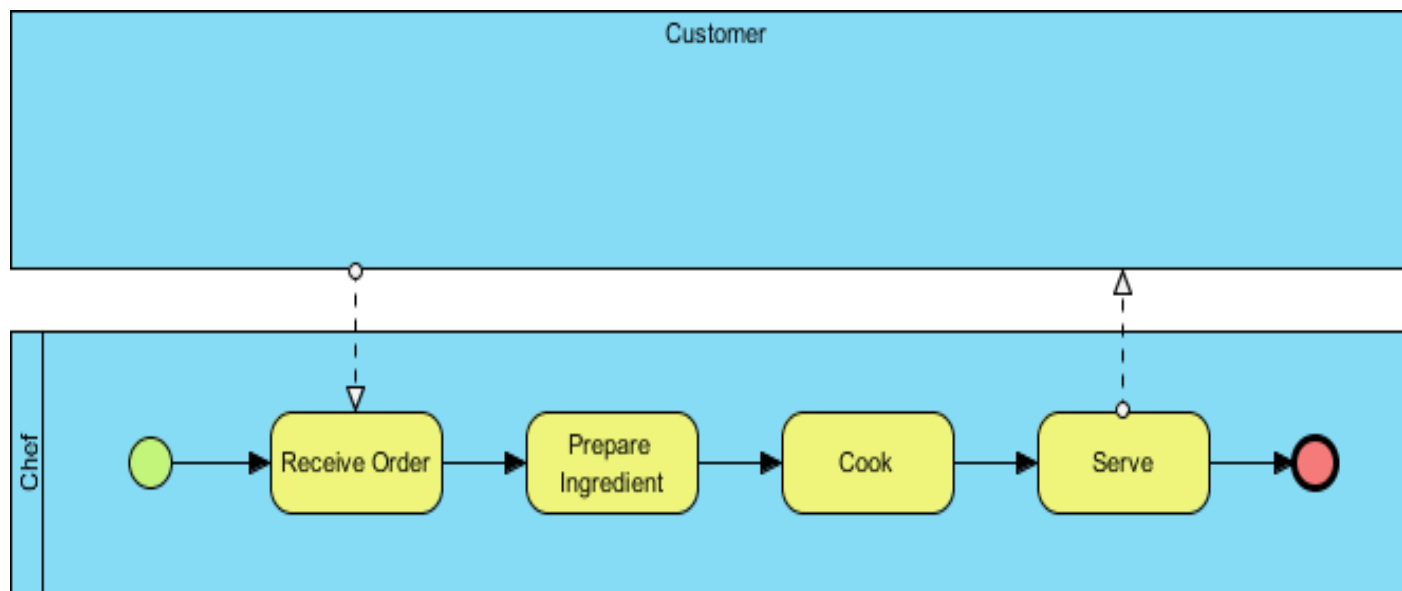 Customer
Chef
Receive Order
Prepare
Ingredient
Cook
Serve